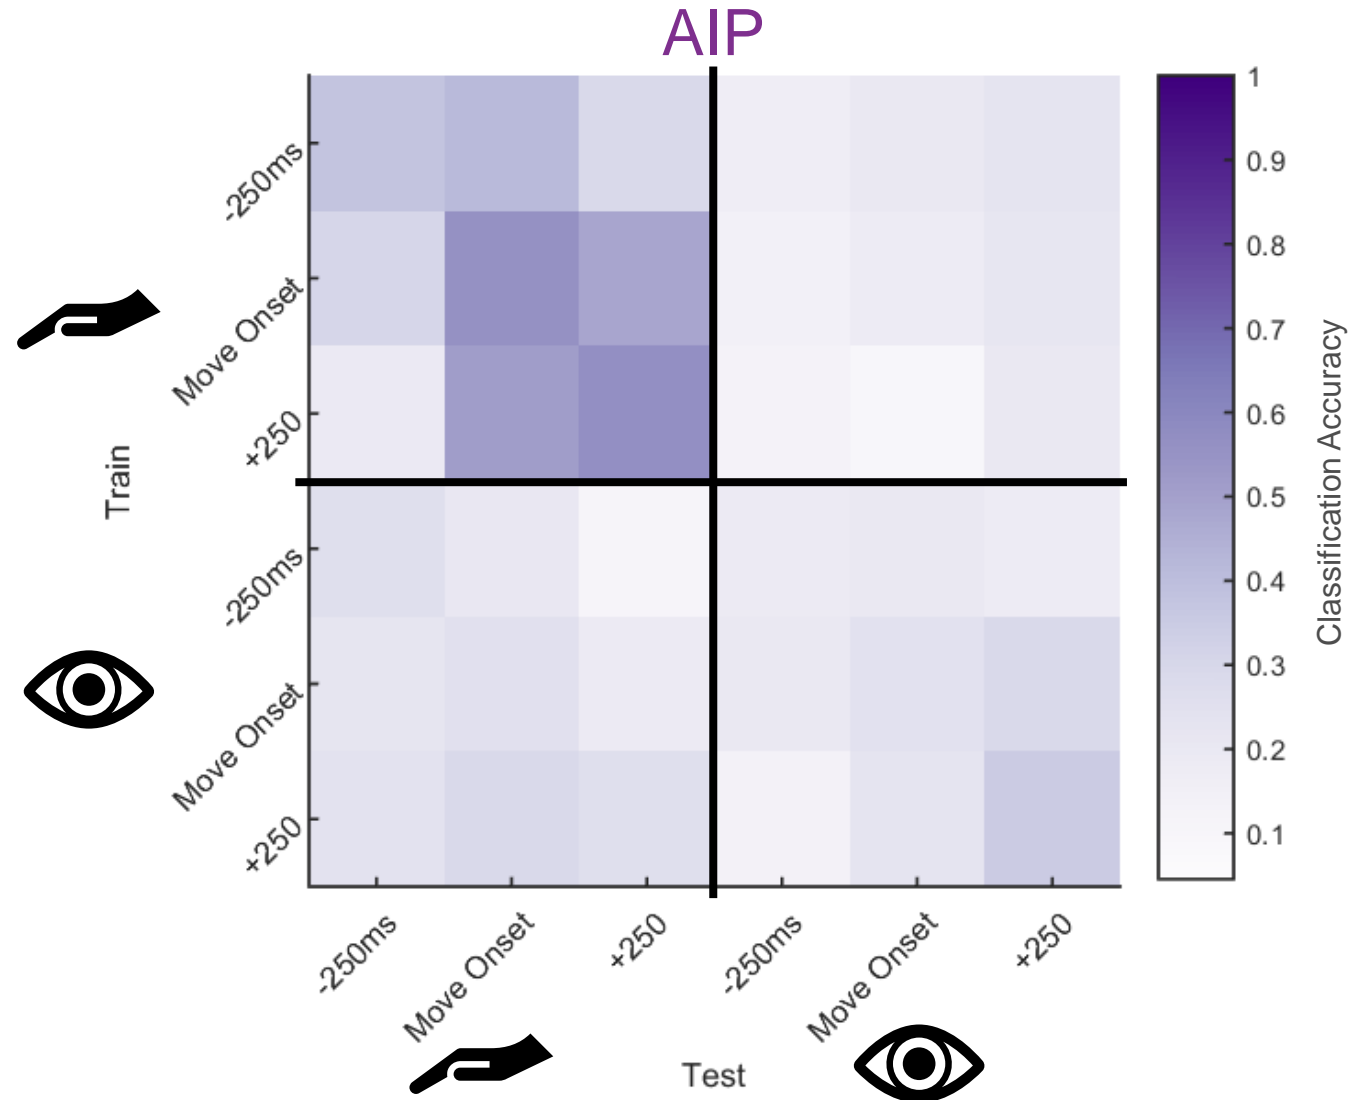 AIP
-250ms
Move Onset
+250
-250ms
Move Onset
+250
Train
-250ms
Move Onset
+250
-250ms
Move Onset
+250
Test
1
0.9
0.8
0.7
0.6
0.5
0.4
0.3
0.2
0.1
Classification Accuracy